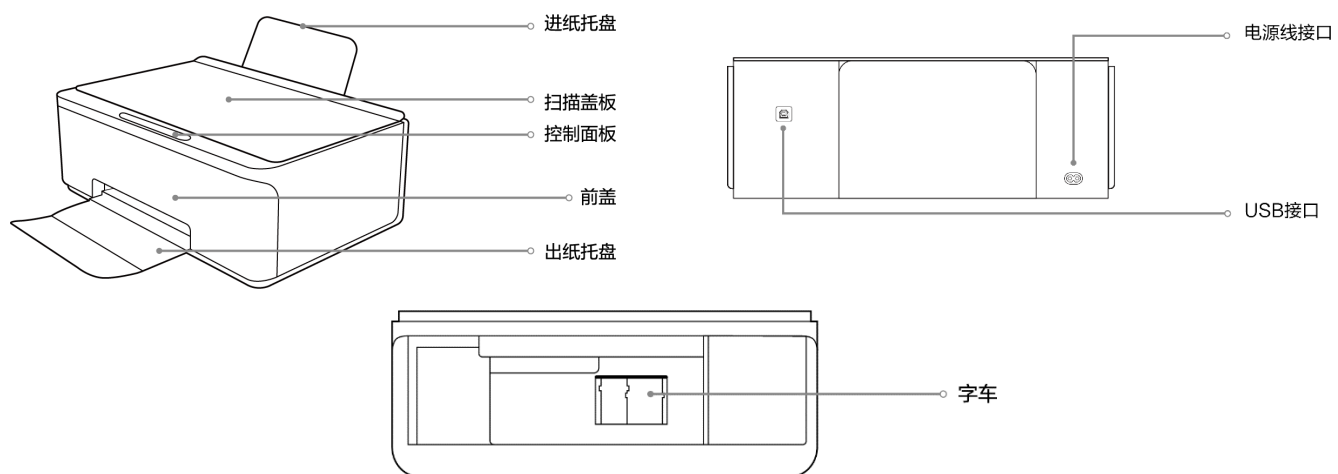 进纸托盘
扫描盖板
控制面板
前盖
出纸托盘
电源线接口
USB接口
字车